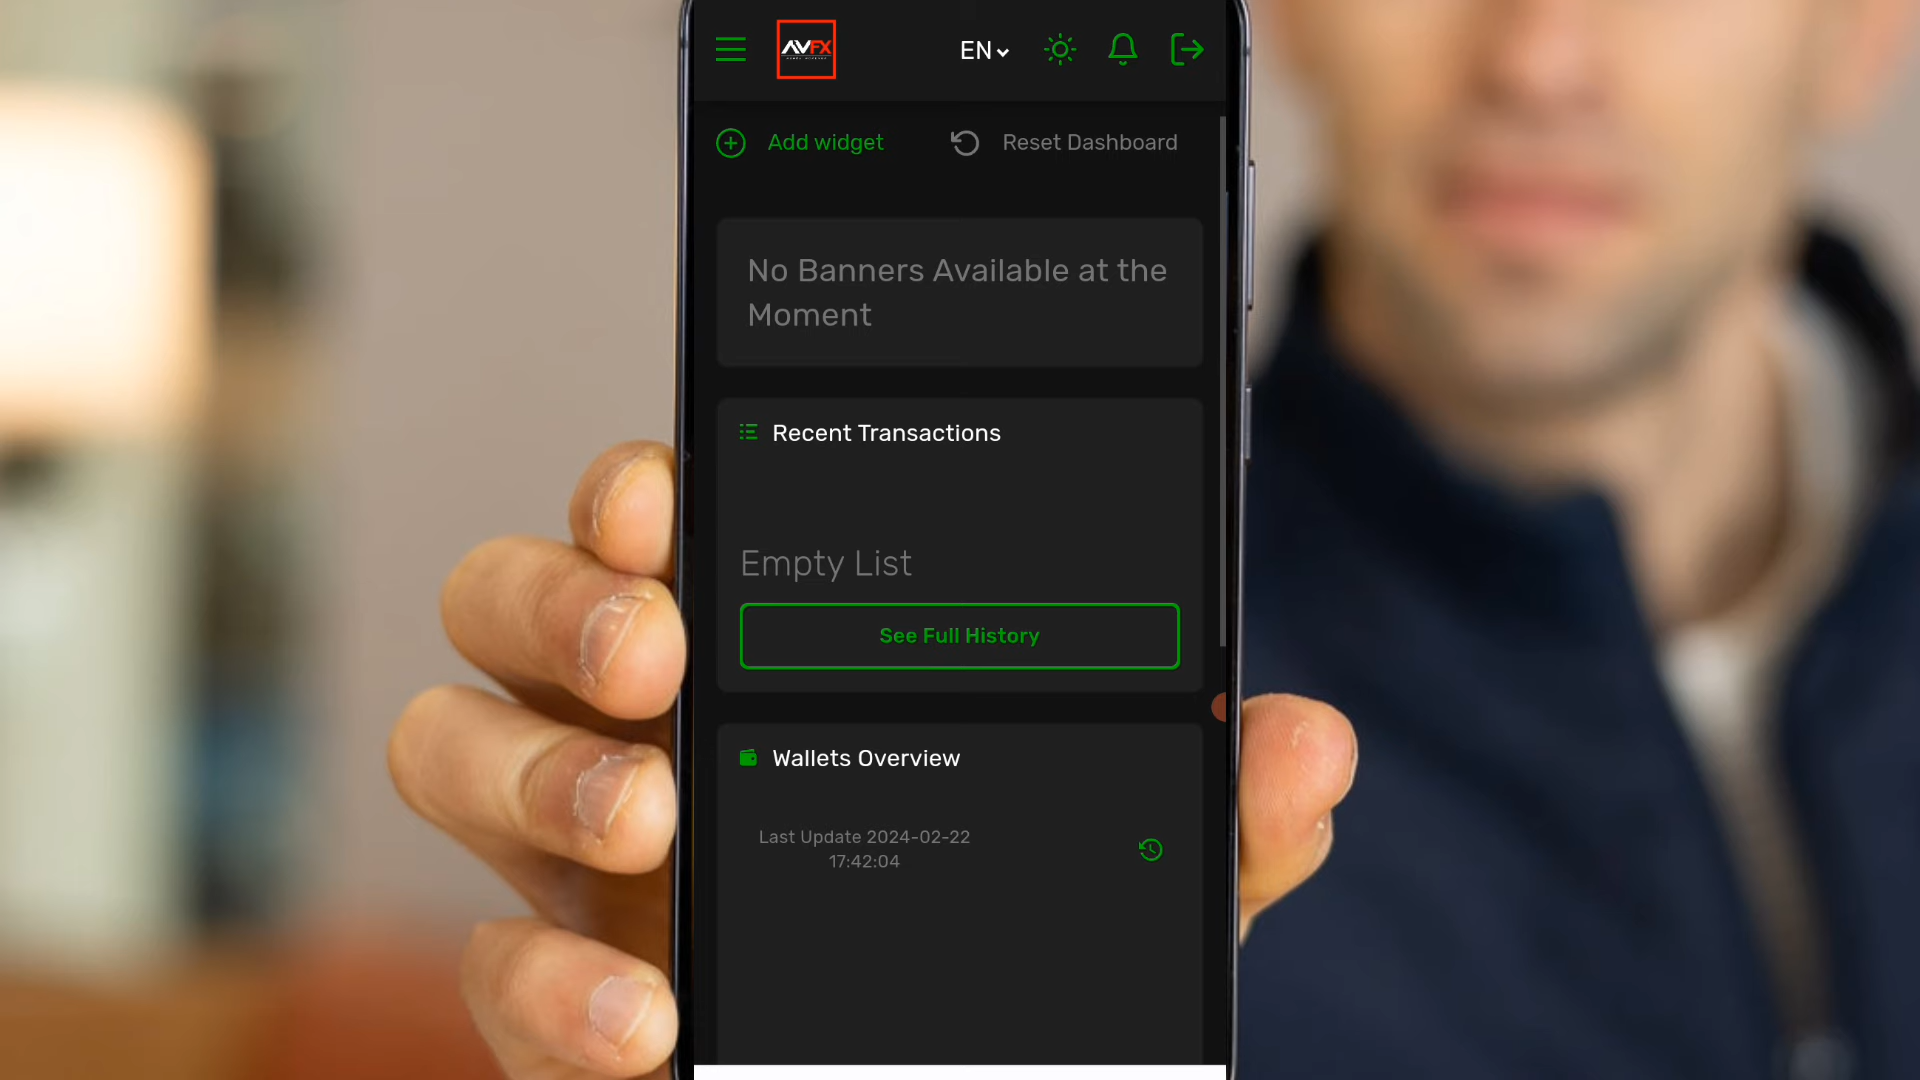 AVFX
EN
Add widget
Reset Dashboard
No Banners Available at the
Moment
Recent Transactions
Empty List
See Full History
Wallets Overview
Last Update 2024-02-22
17:42:04